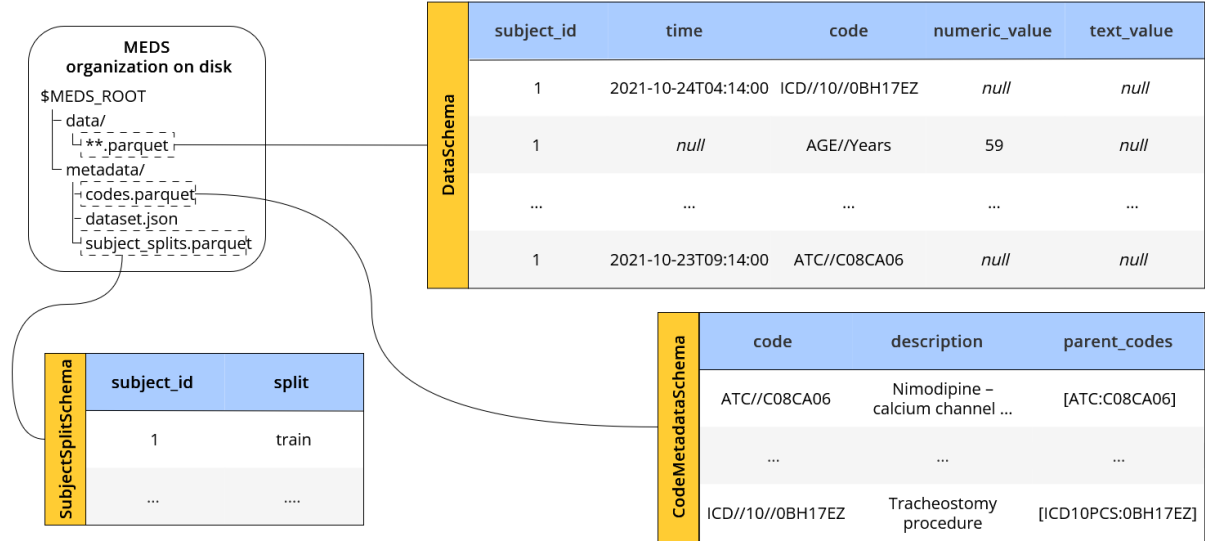 MEDS
organization on disk
$MEDS_ROOT
data/
**.parquet
metadata/
codes.parquet
dataset.json
subject_splits.parquet
DataSchema
subject_id time code numeric_value text_value
1 2021-10-24T04:14:00 ICD//10//0BH17EZ null null
1 null AGE//Years 59 null
... ... ... ... ...
1 2021-10-23T09:14:00 ATC//C08CA06 null null
SubjectSplitSchema
subject_id split
1 train
... ....
CodeMetadataSchema
code description parent_codes
ATC//C08CA06 Nimodipine – calcium channel ... [ATC:C08CA06]
... ... ...
ICD//10//0BH17EZ Tracheostomy procedure [ICD10PCS:0BH17EZ]